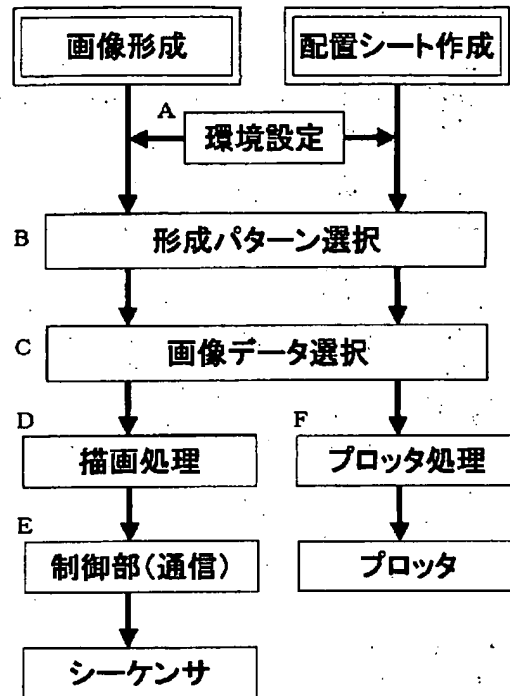 画像形成
配置シート作成
A
環境設定
B
形成パターン選択
C
画像データ選択
D
描画処理
F
プロッタ処理
E
制御部(通信)
プロッタ
シーケンサ